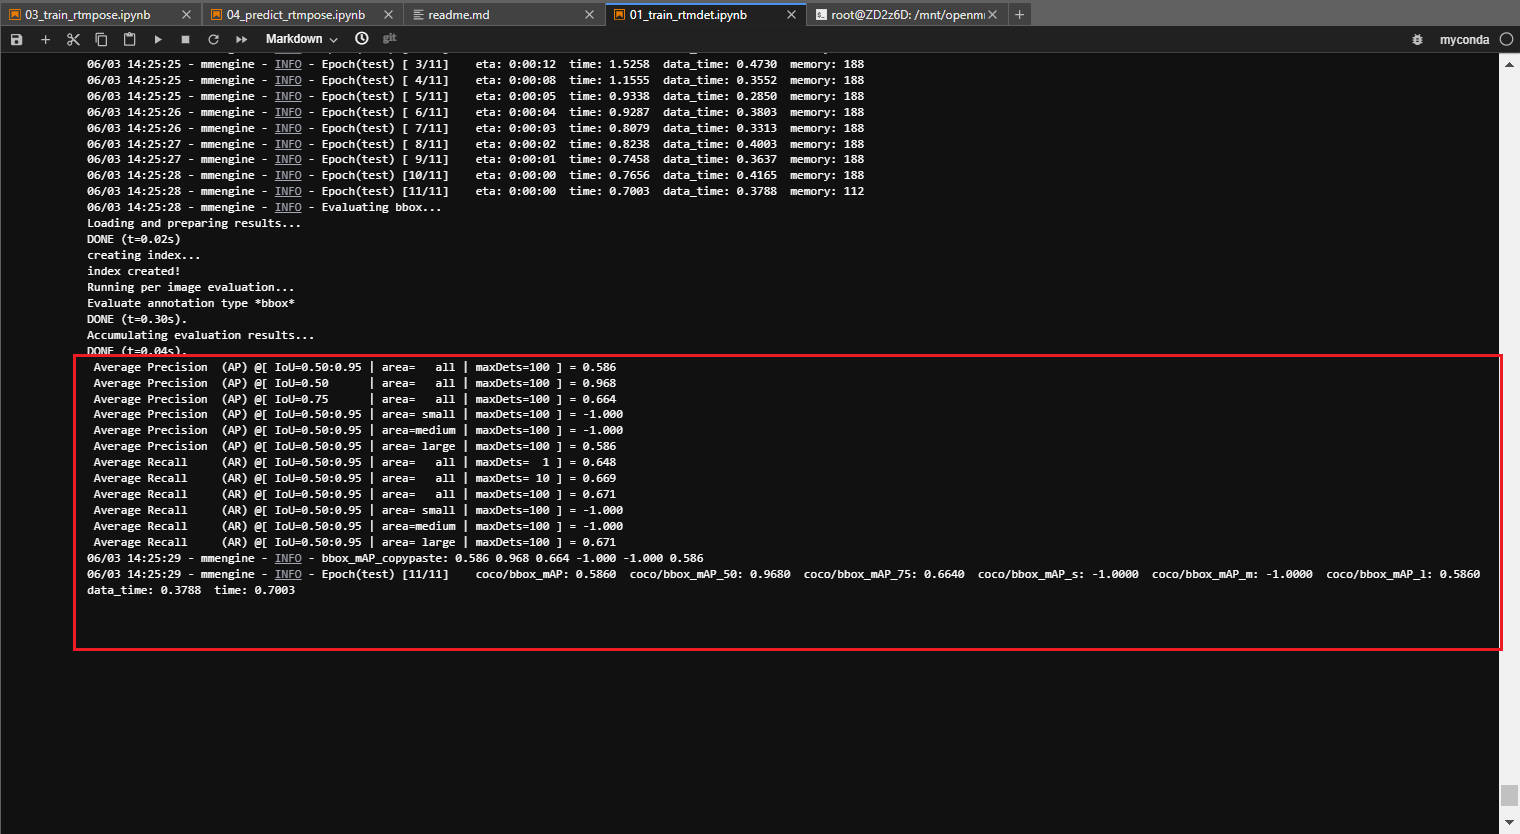 03_train_rtmpose.ipynb
04_predict_rtmpose.ipynb
readme.md
01_train_rtmdet.ipynb
root@ZD2z6D: /mnt/openm
Markdown
git
myconda
06/03 14:25:25 - mmengine - INFO - Epoch(test) [ 3/11]    eta: 0:00:12  time: 1.5258  data_time: 0.4730  memory: 188
06/03 14:25:25 - mmengine - INFO - Epoch(test) [ 4/11]    eta: 0:00:08  time: 1.1555  data_time: 0.3552  memory: 188
06/03 14:25:25 - mmengine - INFO - Epoch(test) [ 5/11]    eta: 0:00:05  time: 0.9338  data_time: 0.2850  memory: 188
06/03 14:25:26 - mmengine - INFO - Epoch(test) [ 6/11]    eta: 0:00:04  time: 0.9287  data_time: 0.3803  memory: 188
06/03 14:25:26 - mmengine - INFO - Epoch(test) [ 7/11]    eta: 0:00:03  time: 0.8079  data_time: 0.3313  memory: 188
06/03 14:25:27 - mmengine - INFO - Epoch(test) [ 8/11]    eta: 0:00:02  time: 0.8238  data_time: 0.4003  memory: 188
06/03 14:25:27 - mmengine - INFO - Epoch(test) [ 9/11]    eta: 0:00:01  time: 0.7458  data_time: 0.3637  memory: 188
06/03 14:25:28 - mmengine - INFO - Epoch(test) [10/11]    eta: 0:00:00  time: 0.7656  data_time: 0.4165  memory: 188
06/03 14:25:28 - mmengine - INFO - Epoch(test) [11/11]    eta: 0:00:00  time: 0.7003  data_time: 0.3788  memory: 112
06/03 14:25:28 - mmengine - INFO - Evaluating bbox...
Loading and preparing results...
DONE (t=0.02s)
creating index...
index created!
Running per image evaluation...
Evaluate annotation type *bbox*
DONE (t=0.30s).
Accumulating evaluation results...
DONE (t=0.04s).
Average Precision  (AP) @[ IoU=0.50:0.95 | area=   all | maxDets=100 ] = 0.586
Average Precision  (AP) @[ IoU=0.50      | area=   all | maxDets=100 ] = 0.968
Average Precision  (AP) @[ IoU=0.75      | area=   all | maxDets=100 ] = 0.664
Average Precision  (AP) @[ IoU=0.50:0.95 | area= small | maxDets=100 ] = -1.000
Average Precision  (AP) @[ IoU=0.50:0.95 | area=medium | maxDets=100 ] = -1.000
Average Precision  (AP) @[ IoU=0.50:0.95 | area= large | maxDets=100 ] = 0.586
Average Recall     (AR) @[ IoU=0.50:0.95 | area=   all | maxDets=  1 ] = 0.648
Average Recall     (AR) @[ IoU=0.50:0.95 | area=   all | maxDets= 10 ] = 0.669
Average Recall     (AR) @[ IoU=0.50:0.95 | area=   all | maxDets=100 ] = 0.671
Average Recall     (AR) @[ IoU=0.50:0.95 | area= small | maxDets=100 ] = -1.000
Average Recall     (AR) @[ IoU=0.50:0.95 | area=medium | maxDets=100 ] = -1.000
Average Recall     (AR) @[ IoU=0.50:0.95 | area= large | maxDets=100 ] = 0.671
06/03 14:25:29 - mmengine - INFO - bbox_mAP_copypaste: 0.586 0.968 0.664 -1.000 -1.000 0.586
06/03 14:25:29 - mmengine - INFO - Epoch(test) [11/11]    coco/bbox_mAP: 0.5860  coco/bbox_mAP_50: 0.9680  coco/bbox_mAP_75: 0.6640  coco/bbox_mAP_s: -1.0000  coco/bbox_mAP_m: -1.0000  coco/bbox_mAP_l: 0.5860
data_time: 0.3788  time: 0.7003